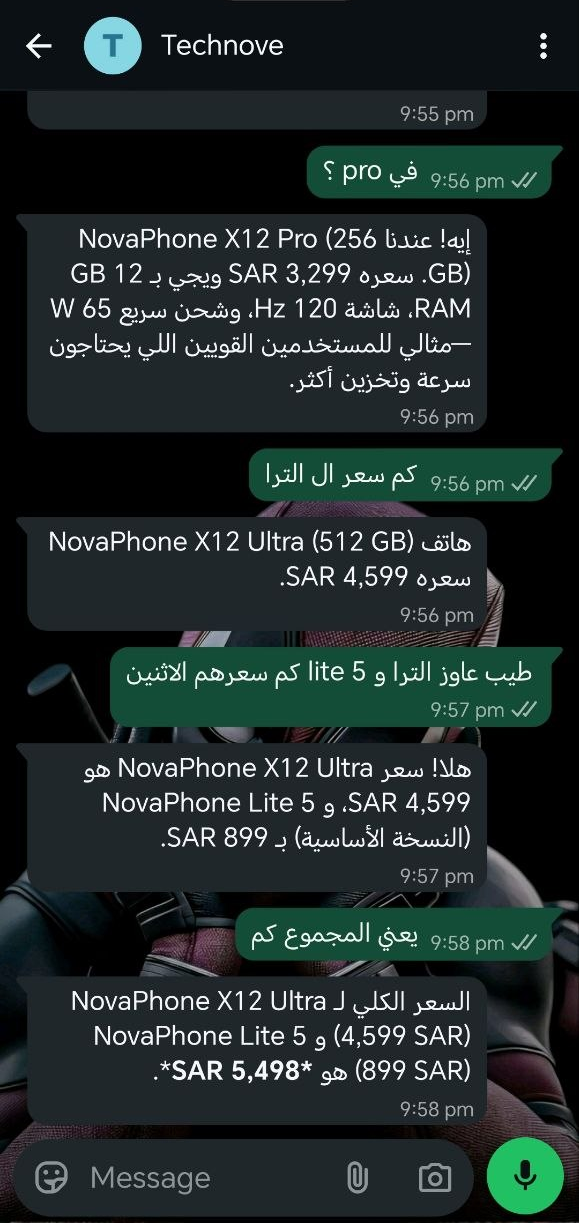 Technove
9:55 pm
في pro ؟
9:56 pm
إيه! عندنا NovaPhone X12 Pro (256
GB). سعره 3,299 SAR ويجي بـ 12 GB
RAM، شاشة 120 Hz، وشحن سريع 65 W
—مثالي للمستخدمين القويين اللي يحتاجون
سرعة وتخزين أكثر.
9:56 pm
كم سعر ال الترا
9:56 pm
هاتف NovaPhone X12 Ultra (512 GB)
سعره 4,599 SAR.
9:56 pm
طيب عاوز الترا و lite 5 كم سعرهم الاثنين
9:57 pm
هلا! سعر NovaPhone X12 Ultra هو
4,599 SAR، و NovaPhone Lite 5
(النسخة الأساسية) بـ 899 SAR.
9:57 pm
يعني المجموع كم
9:58 pm
السعر الكلي لـ NovaPhone X12 Ultra
(4,599 SAR) و NovaPhone Lite 5
(899 SAR) هو *SAR 5,498*.
9:58 pm
Message